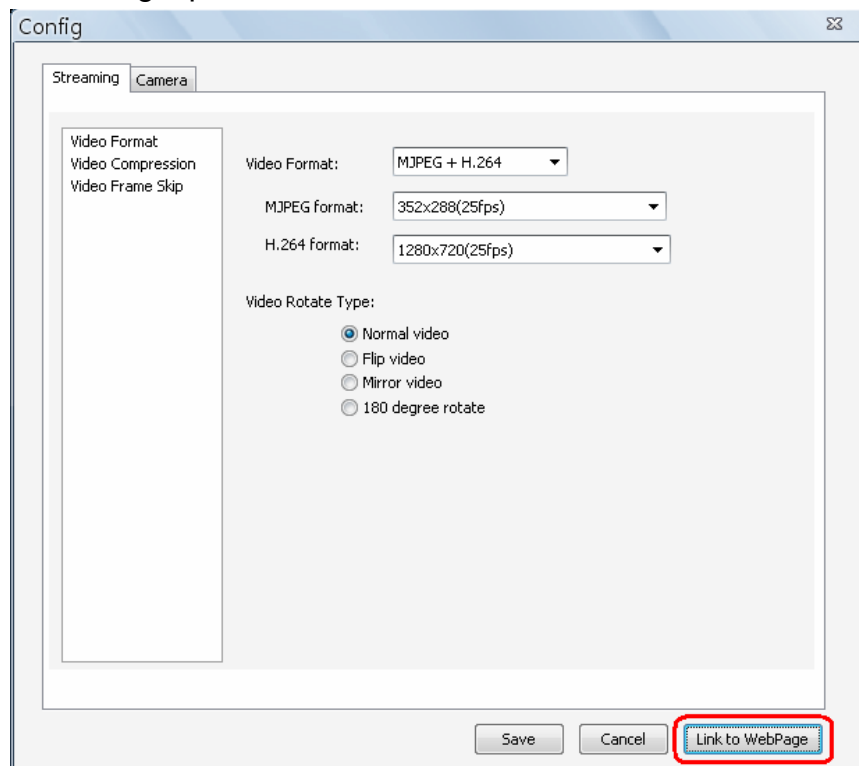 Config
Streaming Camera
Video Format
Video Compression
Video Frame Skip
Video Format: MJPEG + H.264
MJPEG format: 352x288(25fps)
H.264 format: 1280x720(25fps)
Video Rotate Type:
Normal video
Flip video
Mirror video
180 degree rotate
Save Cancel Link to WebPage